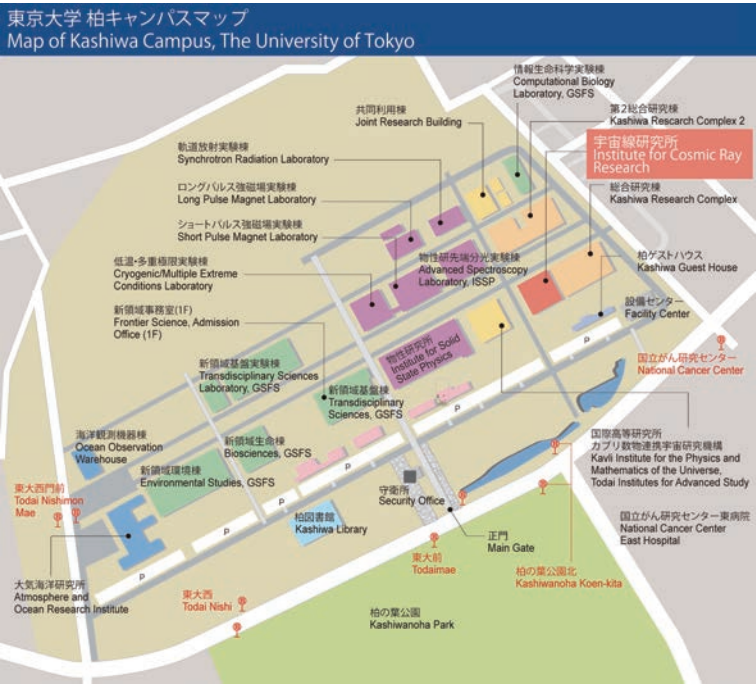 東京大学 柏キャンパスマップ
Map of Kashiwa Campus, The University of Tokyo
情報生命科学実験棟
Computational Biology
Laboratory, GSFS
共同利用棟
Joint Research Building
第2総合研究棟
Kashiwa Rescarch Complex 2
軌道放射実験棟
Synchrotron Radiation Laboratory
宇宙線研究所
Institute for Cosmic Ray
Research
ロングパルス強磁場実験棟
Long Pulse Magnet Laboratory
総合研究棟
Kashiwa Research Complex
ショートパルス強磁場実験棟
Short Pulse Magnet Laboratory
物性研先端分光実験棟
Advanced Spectroscopy
Laboratory, ISSP
柏ゲストハウス
Kashiwa Guest House
低温・多重極限実験棟
Cryogenic/Multiple Extreme
Conditions Laboratory
設備センター
Facility Center
新領域事務室(1F)
Frontier Science, Admission
Office (1F)
物性研究所
Institute for Solid
State Physics
国立がん研究センター
National Cancer Center
新領域基盤実験棟
Transdisciplinary Sciences
Laboratory, GSFS
新領域基盤棟
Transdisciplinary
Sciences, GSFS
P
P
P
P
P
P
海洋観測機器棟
Ocean Observation
Warehouse
新領域生命棟
Biosciences, GSFS
国際高等研究所
カブリ数物連携宇宙研究機構
Kavli Institute for the Physics and
Mathematics of the Universe,
Todai Institutes for Advanced Study
新領域環境棟
Environmental Studies, GSFS
東大西門前
Todai Nishimon
Mae
守衛所
Security Office
柏図書館
Kashiwa Library
国立がん研究センター東病院
National Cancer Center
East Hospital
正門
Main Gate
東大前
Todaimae
柏の葉公園北
Kashiwanoha Koen-kita
大気海洋研究所
Atmosphere and
Ocean Research Institute
東大西
Todai Nishi
柏の葉公園
Kashiwanoha Park